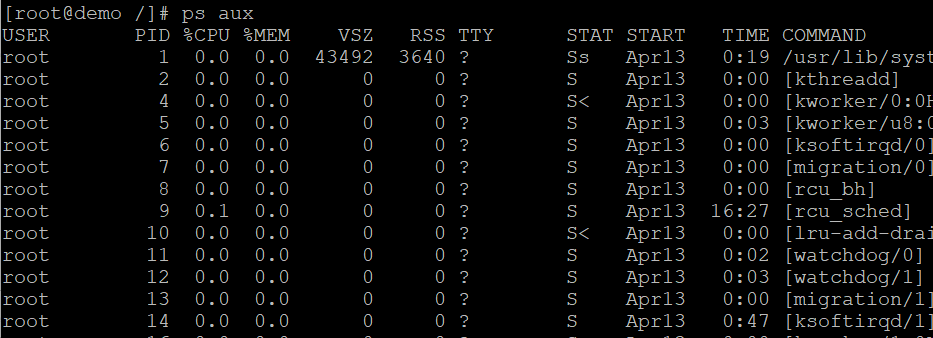 [root@demo /]# ps aux
USER PID %CPU %MEM VSZ RSS TTY STAT START TIME COMMAND
root 1 0.0 0.0 43492 3640 ? Ss Apr13 0:19 /usr/lib/syst
root 2 0.0 0.0 0 0 ? S Apr13 0:00 [kthreadd]
root 4 0.0 0.0 0 0 ? S< Apr13 0:00 [kworker/0:0H
root 5 0.0 0.0 0 0 ? S Apr13 0:03 [kworker/u8:0
root 6 0.0 0.0 0 0 ? S Apr13 0:00 [ksoftirqd/0]
root 7 0.0 0.0 0 0 ? S Apr13 0:00 [migration/0]
root 8 0.0 0.0 0 0 ? S Apr13 0:00 [rcu_bh]
root 9 0.1 0.0 0 0 ? S Apr13 16:27 [rcu_sched]
root 10 0.0 0.0 0 0 ? S< Apr13 0:00 [lru-add-drai
root 11 0.0 0.0 0 0 ? S Apr13 0:02 [watchdog/0]
root 12 0.0 0.0 0 0 ? S Apr13 0:03 [watchdog/1]
root 13 0.0 0.0 0 0 ? S Apr13 0:00 [migration/1]
root 14 0.0 0.0 0 0 ? S Apr13 0:47 [ksoftirqd/1]